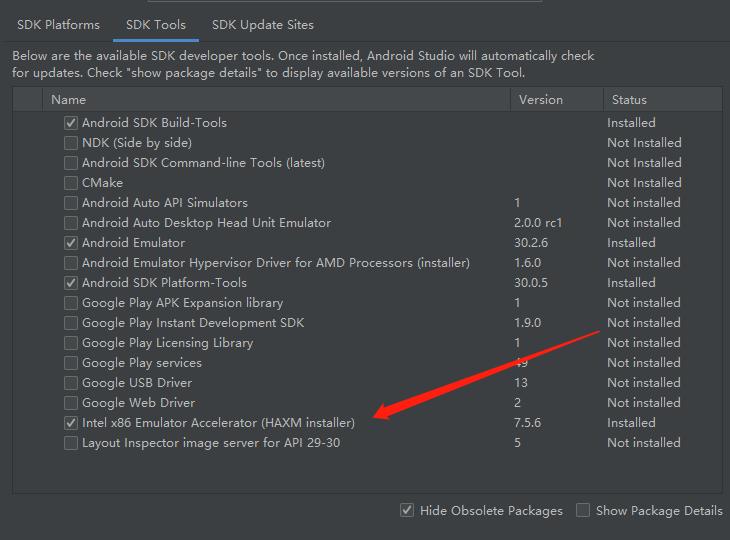 SDK Platforms SDK Tools SDK Update Sites
Below are the available SDK developer tools. Once installed, Android Studio will automatically check
for updates. Check "show package details" to display available versions of an SDK Tool.
Name Version Status
Android SDK Build-Tools Installed
NDK (Side by side) Not Installed
Android SDK Command-line Tools (latest) Not Installed
CMake Not Installed
Android Auto API Simulators 1 Not installed
Android Auto Desktop Head Unit Emulator 2.0.0 rc1 Not installed
Android Emulator 30.2.6 Installed
Android Emulator Hypervisor Driver for AMD Processors (installer) 1.6.0 Not installed
Android SDK Platform-Tools 30.0.5 Installed
Google Play APK Expansion library 1 Not installed
Google Play Instant Development SDK 1.9.0 Not installed
Google Play Licensing Library 1 Not installed
Google Play services 49 Not installed
Google USB Driver 13 Not installed
Google Web Driver 2 Not installed
Intel x86 Emulator Accelerator (HAXM installer) 7.5.6 Installed
Layout Inspector image server for API 29-30 5 Not installed
Hide Obsolete Packages Show Package Details